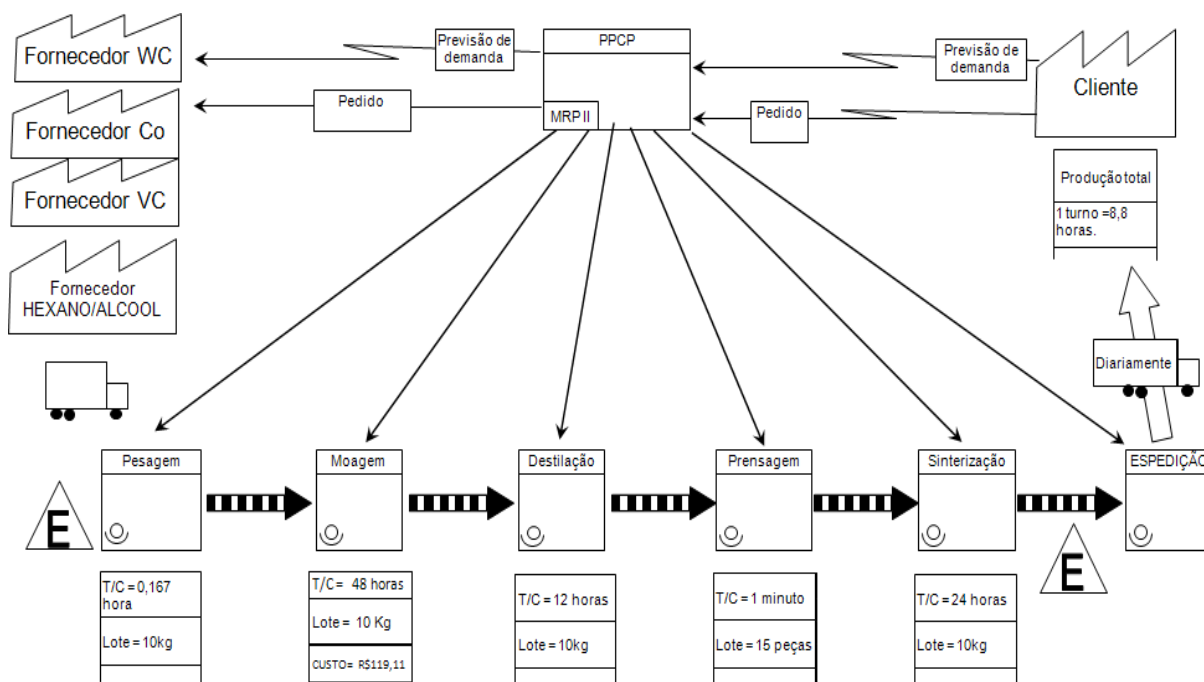 Fornecedor WC
Previsão de
demanda
PPCP
Previsão de
demanda
Cliente
Fornecedor Co
Pedido
MRP II
Pedido
Fornecedor VC
Produção total
1 turno =8,8
horas.
Fornecedor
HEXANO/ALCOOL
Diariamente
Pesagem
Moagem
Destilação
Prensagem
Sinterização
ESPEDIÇÃO
E
E
T/C = 0,167
hora
Lote = 10kg
T/C = 48 horas
Lote = 10 Kg
CUSTO= R$119,11
T/C = 12 horas
Lote = 10kg
T/C = 1 minuto
Lote = 15 peças
T/C = 24 horas
Lote = 10kg